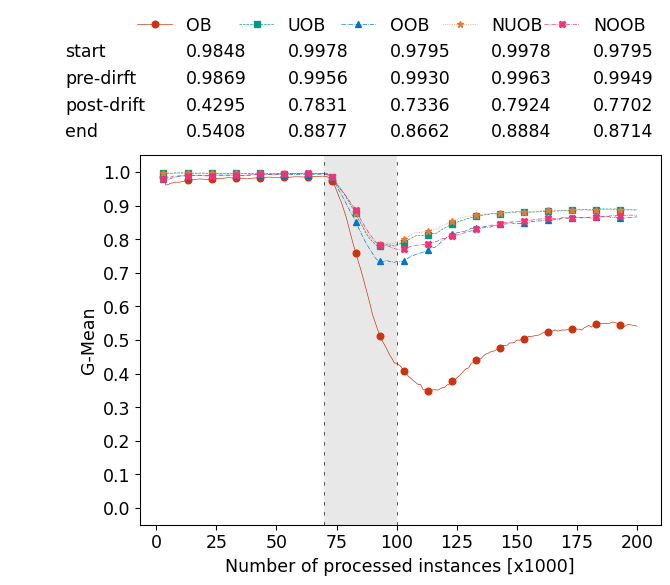 OB UOB OOB NUOB NOOB
start 0.9848 0.9978 0.9795 0.9978 0.9795
pre-dirft 0.9869 0.9956 0.9930 0.9963 0.9949
post-drift 0.4295 0.7831 0.7336 0.7924 0.7702
end 0.5408 0.8877 0.8662 0.8884 0.8714
1.0
0.9
0.8
0.7
0.6
0.5
0.4
0.3
0.2
0.1
0.0
G-Mean
0 25 50 75 100 125 150 175 200
Number of processed instances [x1000]